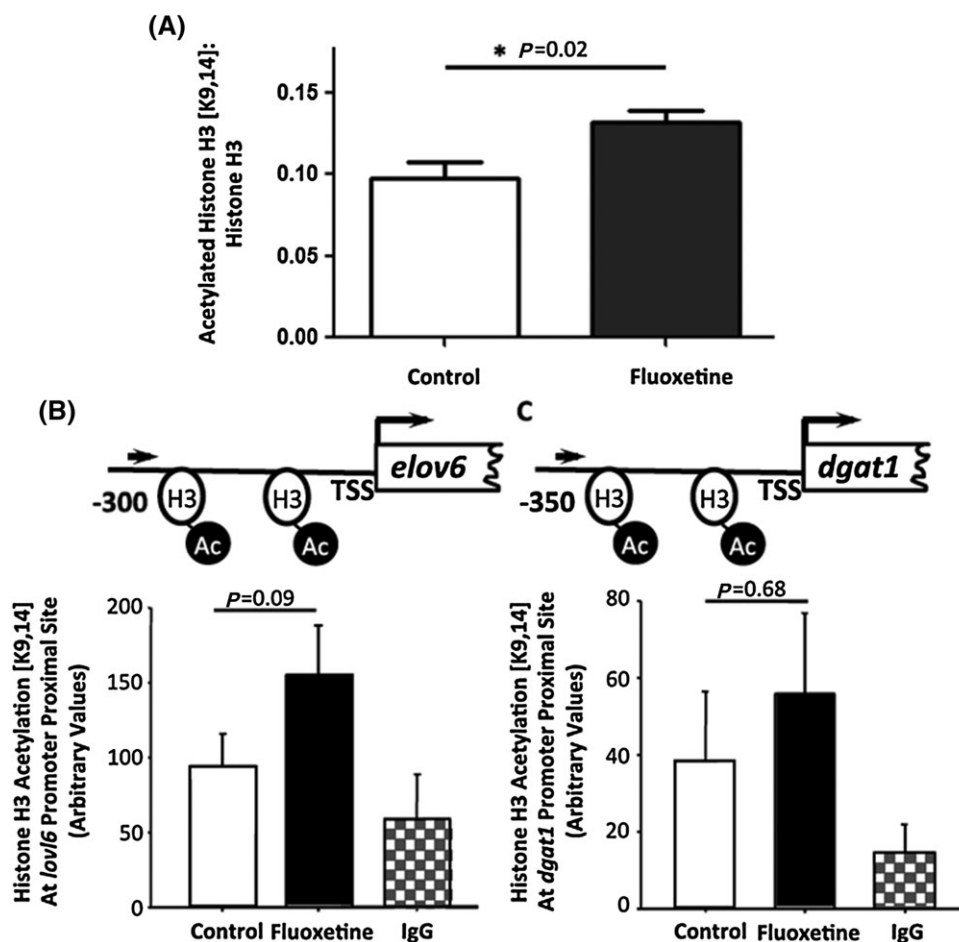 (A)
* P=0.02
Acetylated Histone H3 [K9,14]:
Histone H3
0.15
0.10
0.05
0.00
Control
Fluoxetine
(B)
-300
H3
Ac
H3
Ac
TSS
elov6
Histone H3 Acetylation [K9,14]
At lovl6 Promoter Proximal Site
(Arbitrary Values)
200
150
100
50
0
P=0.09
Control
Fluoxetine
IgG
C
-350
H3
Ac
H3
Ac
TSS
dgat1
Histone H3 Acetylation [K9,14]
At dgat1 Promoter Proximal Site
(Arbitrary Values)
80
60
40
20
0
P=0.68
Control
Fluoxetine
IgG